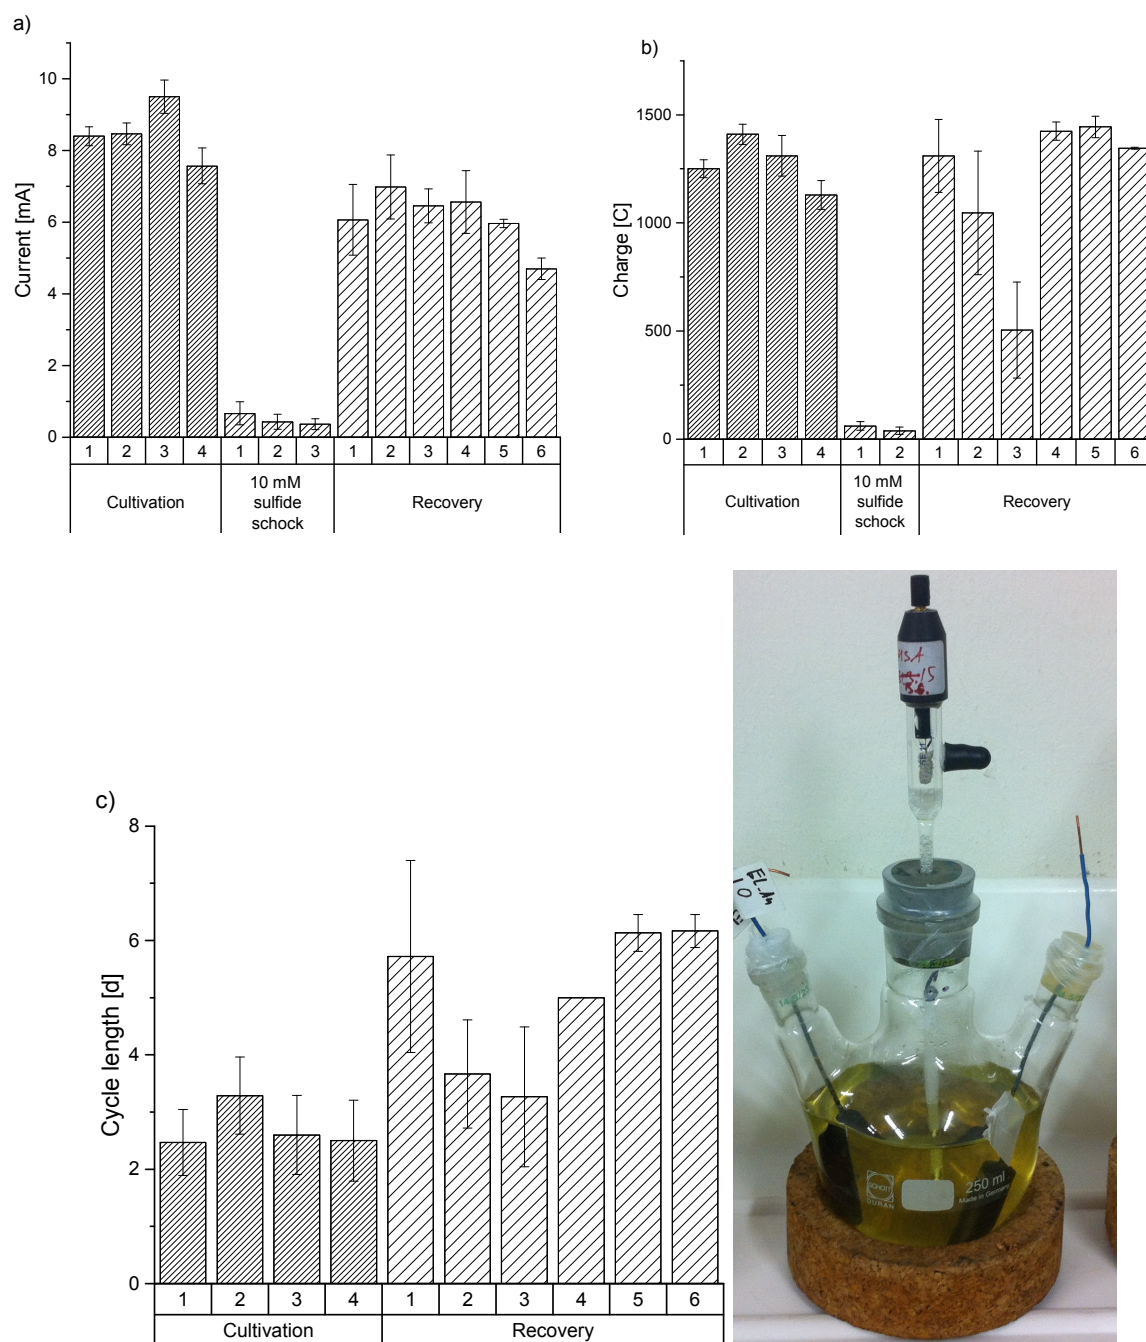 a)
Current [mA]
10
8
6
4
2
0
1 2 3 4 1 2 3 1 2 3 4 5 6
Cultivation
10 mM
sulfide
schock
Recovery
b)
Charge [C]
1500
1000
500
0
1 2 3 4 1 2 1 2 3 4 5 6
Cultivation
10 mM
sulfide
schock
Recovery
c)
Cycle length [d]
8
6
4
2
0
1 2 3 4 1 2 3 4 5 6
Cultivation Recovery
EL_An
10
6.
SCHOTT
DURAN
250 ml
Made in Germany